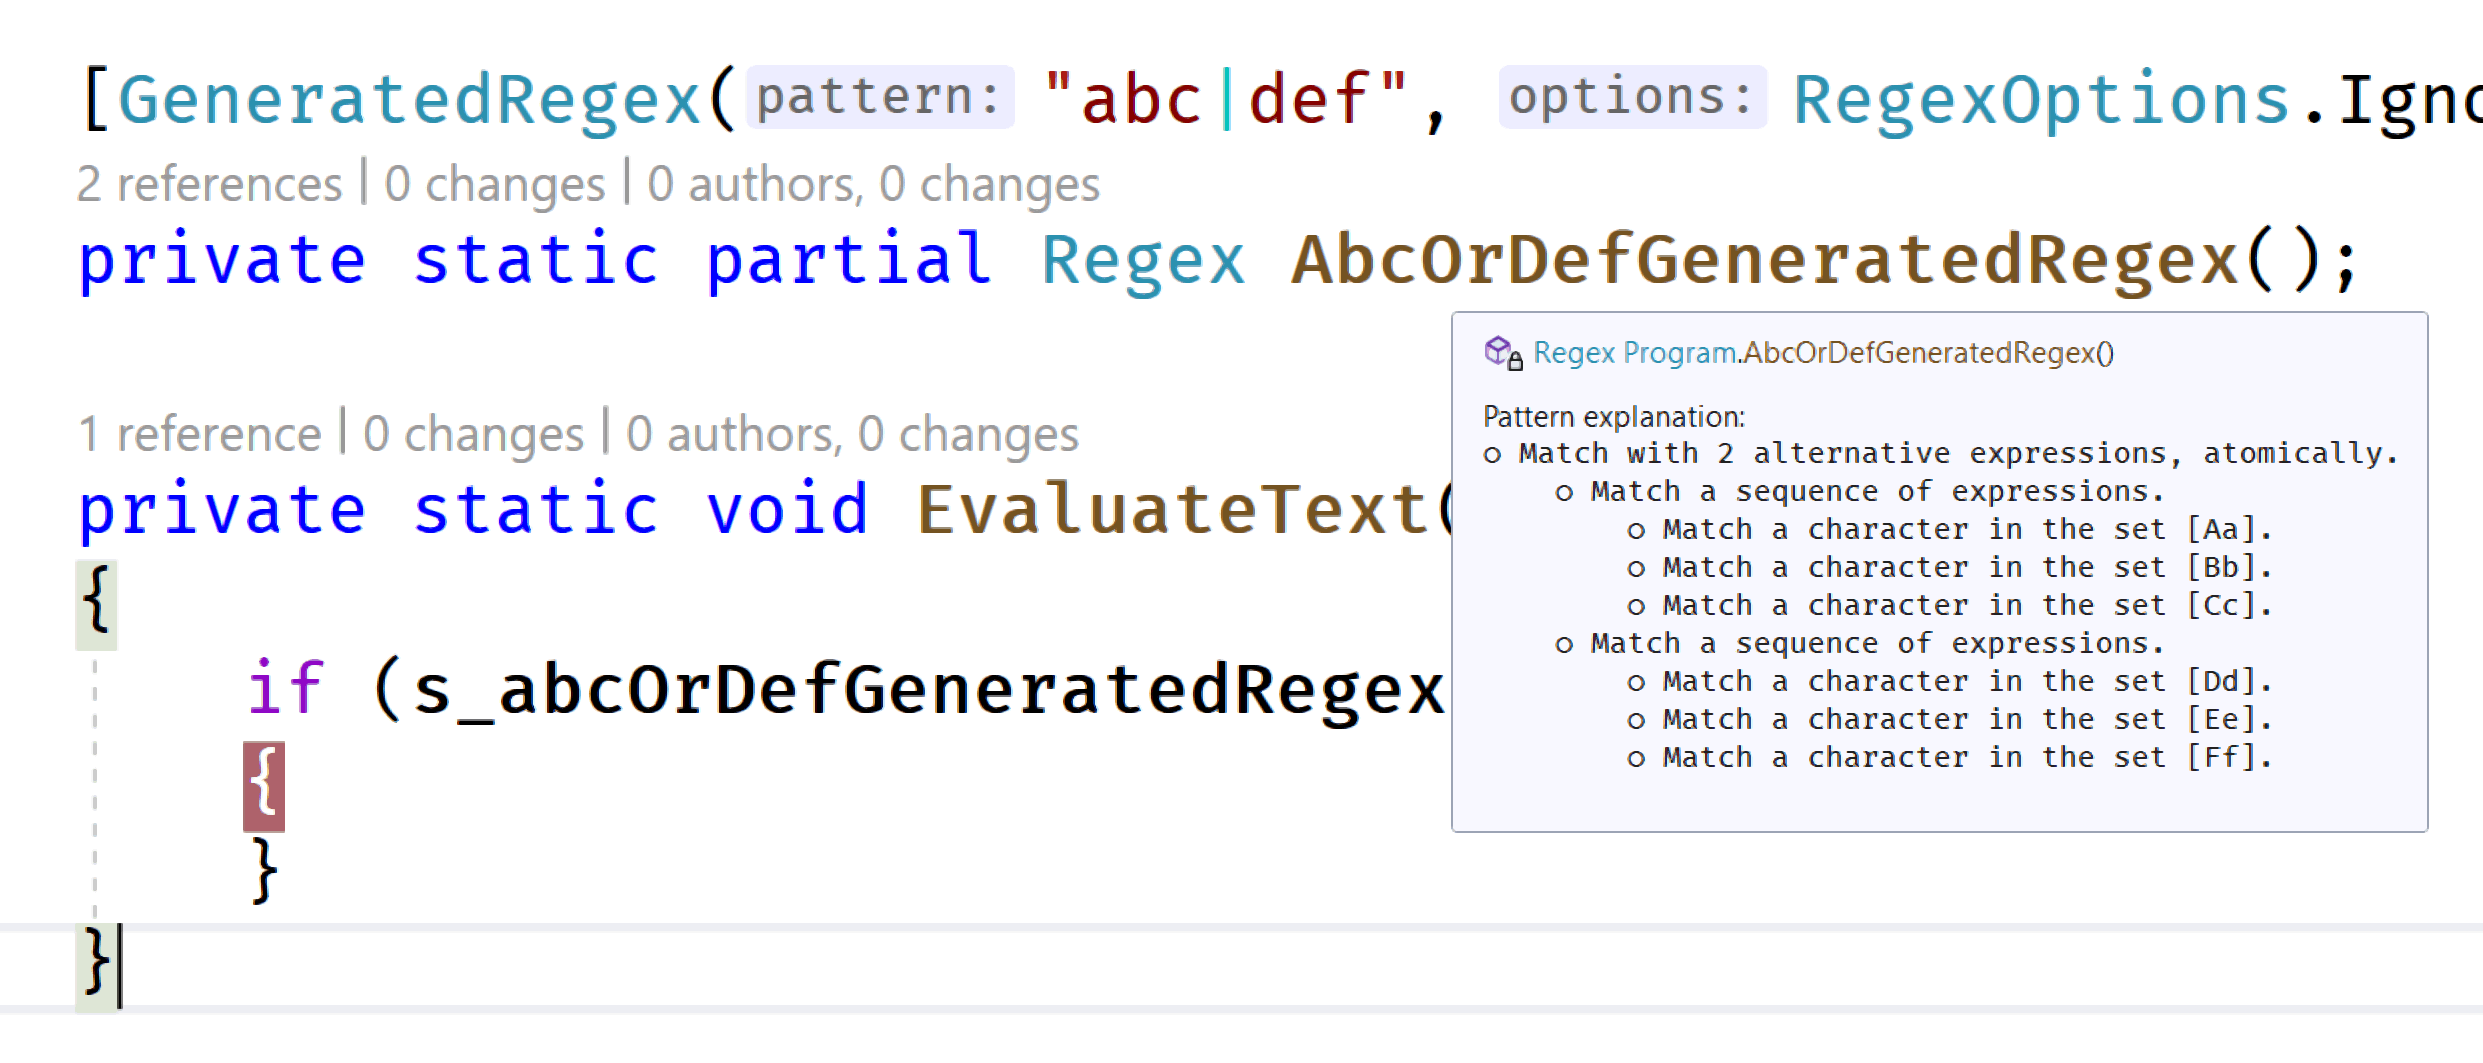 [GeneratedRegex(pattern: "abc|def", options: RegexOptions.Igno
2 references | 0 changes | 0 authors, 0 changes
private static partial Regex AbcOrDefGeneratedRegex();
Regex Program.AbcOrDefGeneratedRegex()
Pattern explanation:
○ Match with 2 alternative expressions, atomically.
○ Match a sequence of expressions.
○ Match a character in the set [Aa].
○ Match a character in the set [Bb].
○ Match a character in the set [Cc].
○ Match a sequence of expressions.
○ Match a character in the set [Dd].
○ Match a character in the set [Ee].
○ Match a character in the set [Ff].
1 reference | 0 changes | 0 authors, 0 changes
private static void EvaluateText(
{
if (s_abcOrDefGeneratedRegex
{
}
}